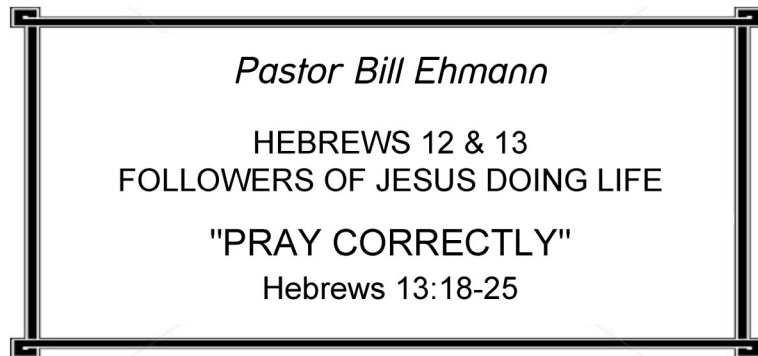 Pastor Bill Ehmann
HEBREWS 12 & 13
FOLLOWERS OF JESUS DOING LIFE
"PRAY CORRECTLY"
Hebrews 13:18-25